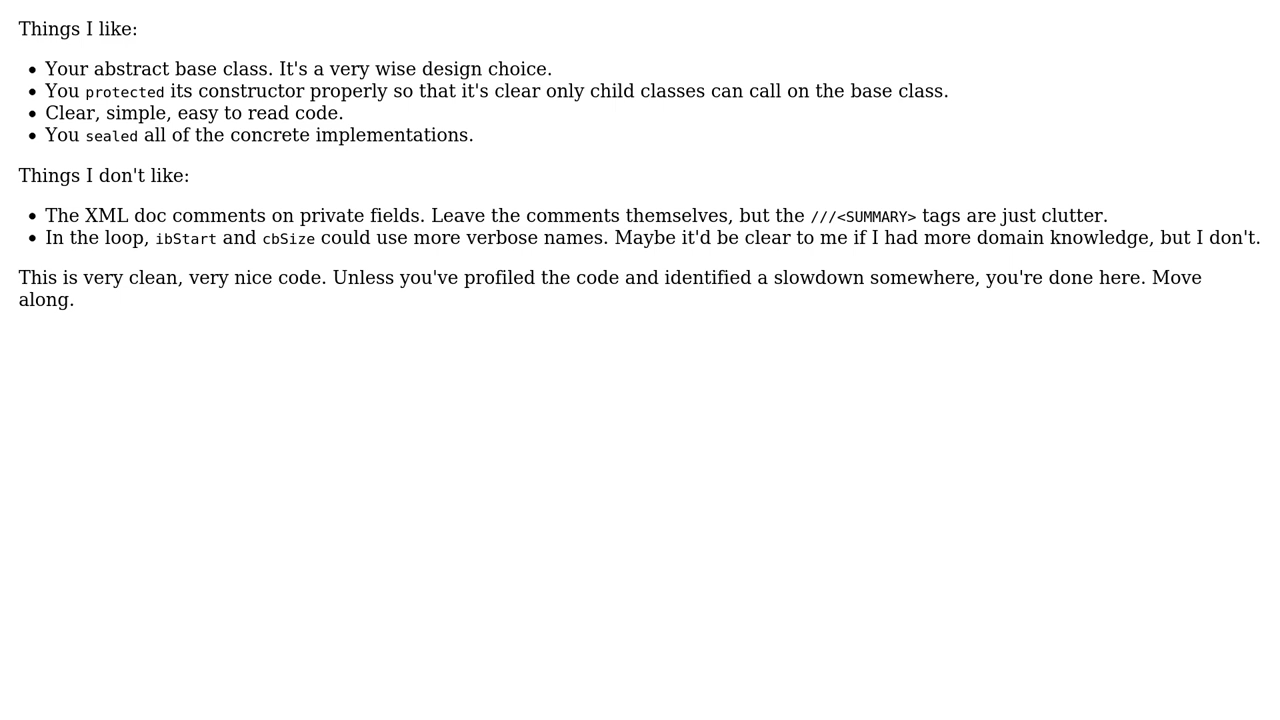 Things I like:
• Your abstract base class. It's a very wise design choice.
• You protected its constructor properly so that it's clear only child classes can call on the base class.
• Clear, simple, easy to read code.
• You sealed all of the concrete implementations.
Things I don't like:
• The XML doc comments on private fields. Leave the comments themselves, but the ///<SUMMARY> tags are just clutter.
• In the loop, ibStart and cbSize could use more verbose names. Maybe it'd be clear to me if I had more domain knowledge, but I don't.
This is very clean, very nice code. Unless you've profiled the code and identified a slowdown somewhere, you're done here. Move
along.